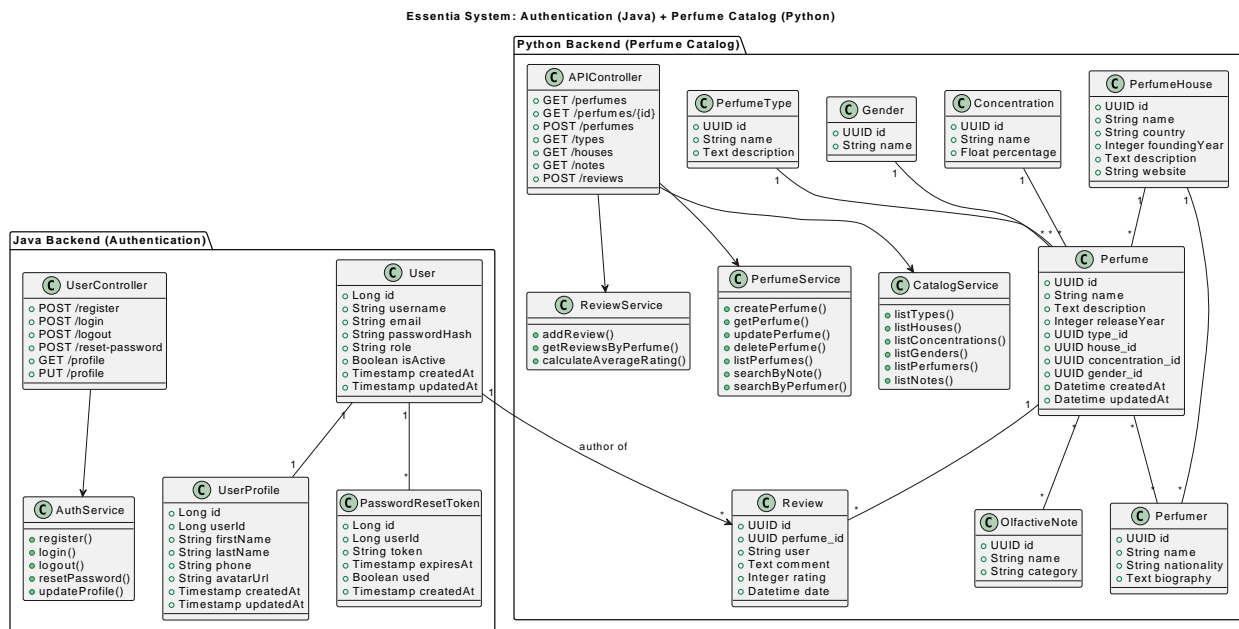 Essentia System: Authentication (Java) + Perfume Catalog (Python)
Python Backend (Perfume Catalog)
C APIController
GET /perfumes
GET /perfumes/{id}
POST /perfumes
GET /types
GET /houses
GET /notes
POST /reviews
C PerfumeType
UUID id
String name
Text description
C Gender
UUID id
String name
C Concentration
UUID id
String name
Float percentage
C PerfumeHouse
UUID id
String name
String country
Integer foundingYear
Text description
String website
1
1
1
1
1
* * *
*
Java Backend (Authentication)
C UserController
POST /register
POST /login
POST /logout
POST /reset-password
GET /profile
PUT /profile
C User
Long id
String username
String email
String passwordHash
String role
Boolean isActive
Timestamp createdAt
Timestamp updatedAt
C ReviewService
addReview()
getReviewsByPerfume()
calculateAverageRating()
C PerfumeService
createPerfume()
getPerfume()
updatePerfume()
deletePerfume()
listPerfumes()
searchByNote()
searchByPerfumer()
C CatalogService
listTypes()
listHouses()
listConcentrations()
listGenders()
listPerfumers()
listNotes()
C Perfume
UUID id
String name
Text description
Integer releaseYear
UUID type_id
UUID house_id
UUID concentration_id
UUID gender_id
Datetime createdAt
Datetime updatedAt
1
1
1
1
*
*
author of
1
*
*
*
*
*
*
*
C AuthService
register()
login()
logout()
resetPassword()
updateProfile()
C UserProfile
Long id
Long userId
String firstName
String lastName
String phone
String avatarUrl
Timestamp createdAt
Timestamp updatedAt
C PasswordResetToken
Long id
Long userId
String token
Timestamp expiresAt
Boolean used
Timestamp createdAt
C Review
UUID id
UUID perfume_id
String user
Text comment
Integer rating
Datetime date
C OlfactiveNote
UUID id
String name
String category
C Perfumer
UUID id
String name
String nationality
Text biography